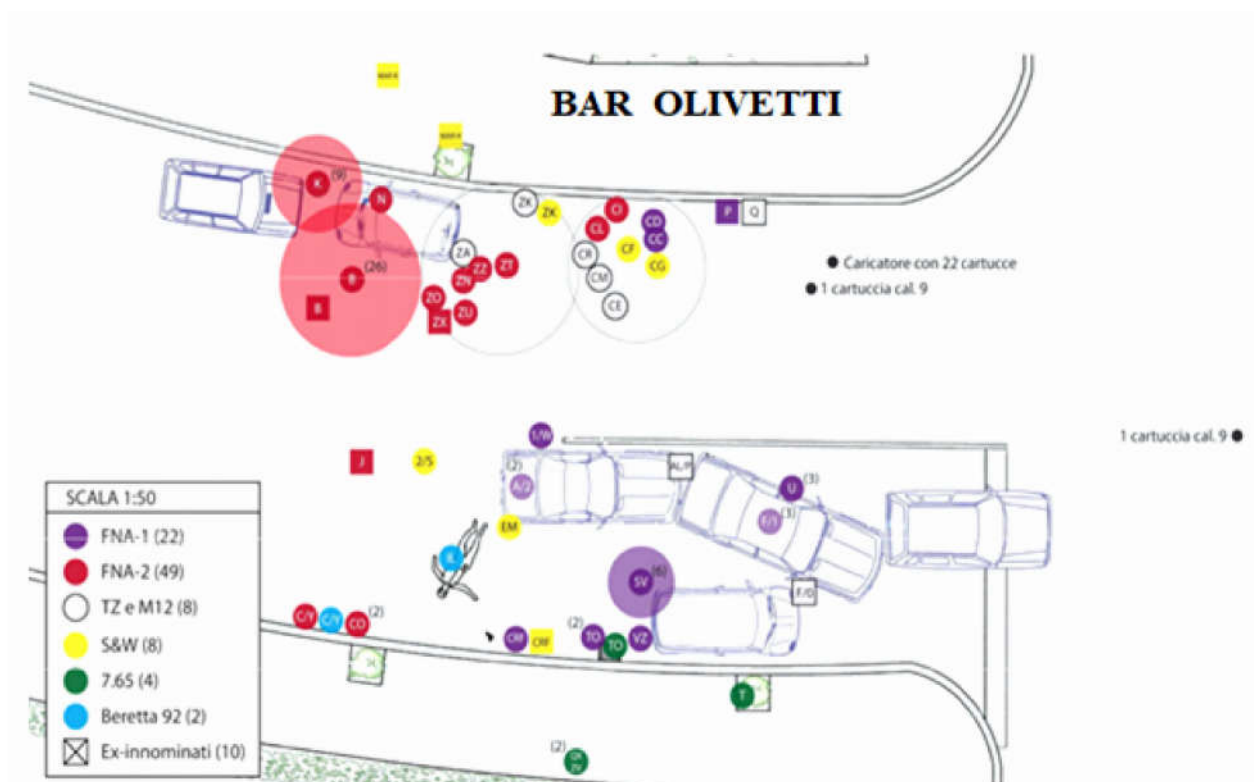 BAR OLIVETTI
K (9)
N
ZK
ZK
CI
CL
CD
CC
P
Q
CF
CG
CR
CM
CE
ZA
ZZ
ZT
ZN
ZO
ZU
ZX
(26)
B
Caricatore con 22 cartucce
1 cartuccia cal. 9
1 cartuccia cal. 9
1/W
J
2/S
(2)
A/2
AL/P
U (3)
F/1 (3)
EM
SV (6)
F/D
C/Y
C/Y
CO (2)
CRF
CRF
(2)
TO
TO
VZ
T
(2)
SCALA 1:50
FNA-1 (22)
FNA-2 (49)
TZ e M12 (8)
S&W (8)
7.65 (4)
Beretta 92 (2)
Ex-innominati (10)